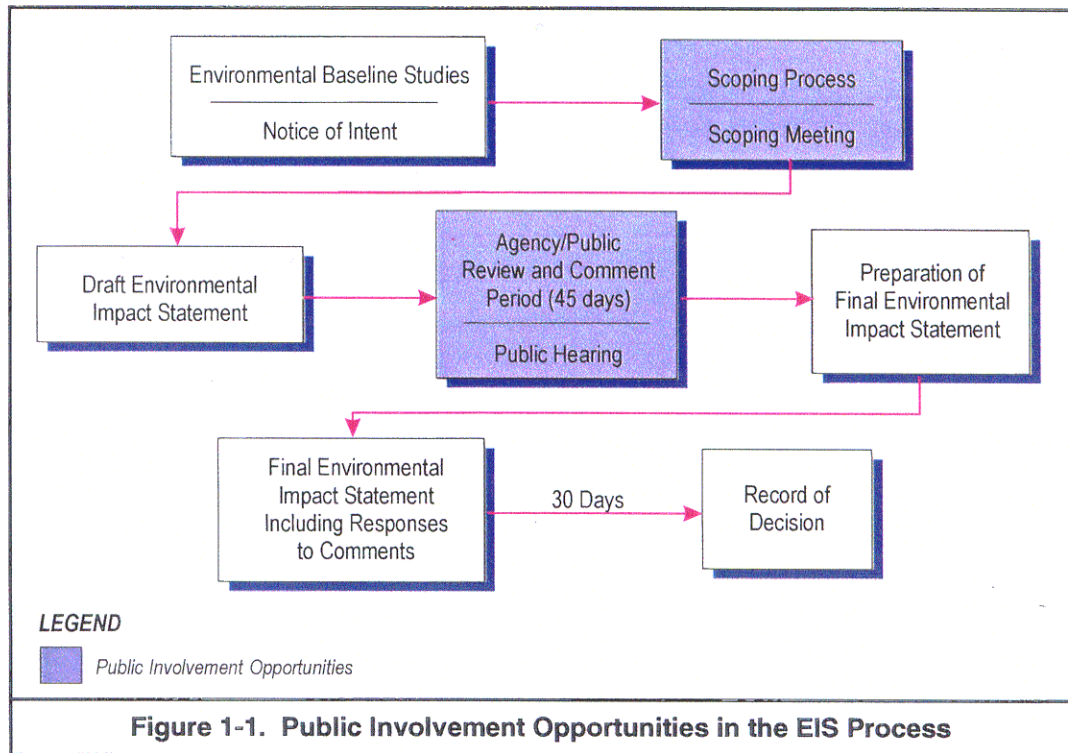 Environmental Baseline Studies
Notice of Intent
Scoping Process
Scoping Meeting
Draft Environmental
Impact Statement
Agency/Public
Review and Comment
Period (45 days)
Public Hearing
Preparation of
Final Environmental
Impact Statement
Final Environmental
Impact Statement
Including Responses
to Comments
30 Days
Record of
Decision
LEGEND
Public Involvement Opportunities
Figure 1-1. Public Involvement Opportunities in the EIS Process